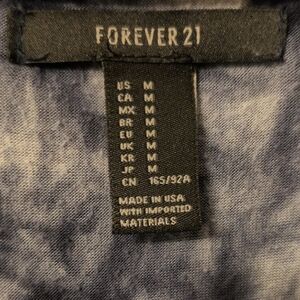 FOREVER 21
US M
CA M
MX M
BR M
EU M
UK M
KR M
JP M
CN 165/92A
MADE IN USA
WITH IMPORTED
MATERIALS